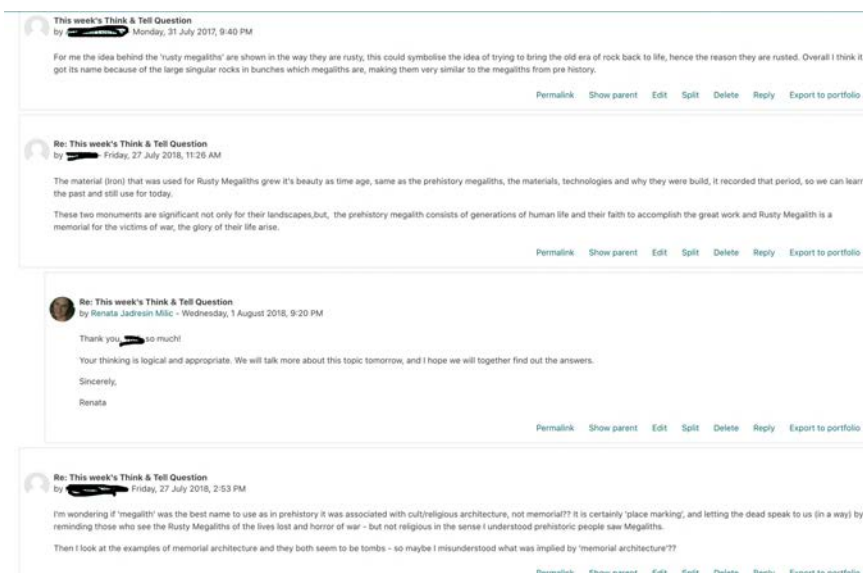 This week's Think & Tell Question
by Monday, 31 July 2017, 9:40 PM
For me the idea behind the 'rusty megaliths' are shown in the way they are rusty, this could symbolise the idea of trying to bring the old era of rock back to life, hence the reason they are rusted. Overall I think it
got its name because of the large singular rocks in bunches which megaliths are, making them very similar to the megaliths from pre history.
Permalink Show parent Edit Split Delete Reply Export to portfolio
Re: This week's Think & Tell Question
by - Friday, 27 July 2018, 11:26 AM
The material (Iron) that was used for Rusty Megaliths grew it's beauty as time age, same as the prehistory megaliths, the materials, technologies and why they were build, it recorded that period, so we can learn
the past and still use for today.
These two monuments are significant not only for their landscapes,but, the prehistory megalith consists of generations of human life and their faith to accomplish the great work and Rusty Megalith is a
memorial for the victims of war, the glory of their life arise.
Permalink Show parent Edit Split Delete Reply Export to portfolio
Re: This week's Think & Tell Question
by Renata Jadresin Milic - Wednesday, 1 August 2018, 9:20 PM
Thank you, so much!
Your thinking is logical and appropriate. We will talk more about this topic tomorrow, and I hope we will together find out the answers.
Sincerely,
Renata
Permalink Show parent Edit Split Delete Reply Export to portfolio
Re: This week's Think & Tell Question
by Friday, 27 July 2018, 2:53 PM
I'm wondering if 'megalith' was the best name to use as in prehistory it was associated with cult/religious architecture, not memorial?? It is certainly 'place marking', and letting the dead speak to us (in a way) by
reminding those who see the Rusty Megaliths of the lives lost and horror of war - but not religious in the sense I understood prehistoric people saw Megaliths.
Then I look at the examples of memorial architecture and they both seem to be tombs - so maybe I misunderstood what was implied by 'memorial architecture'??
Permalink Show parent Edit Split Delete Reply Export to portfolio